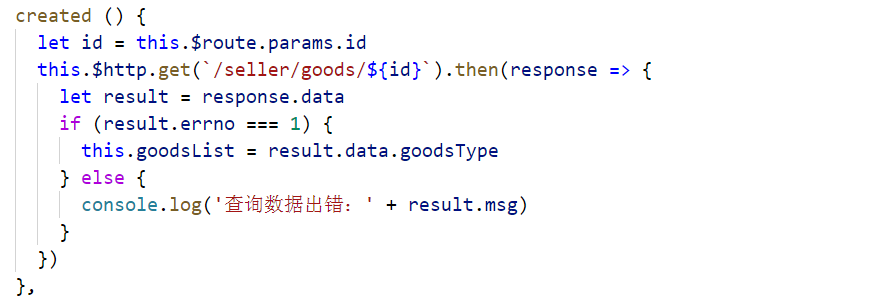 created () {
  let id = this.$route.params.id
  this.$http.get(`/seller/goods/${id}`).then(response => {
    let result = response.data
    if (result.errno === 1) {
      this.goodsList = result.data.goodsType
    } else {
      console.log('查询数据出错：' + result.msg)
    }
  })
},